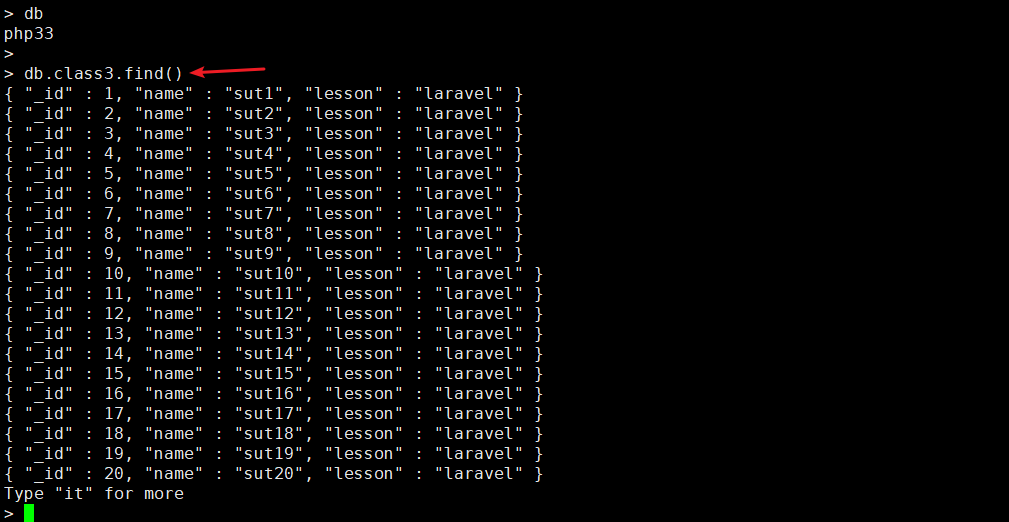 > db
php33
>
> db.class3.find()
{ "_id" : 1, "name" : "sut1", "lesson" : "laravel" }
{ "_id" : 2, "name" : "sut2", "lesson" : "laravel" }
{ "_id" : 3, "name" : "sut3", "lesson" : "laravel" }
{ "_id" : 4, "name" : "sut4", "lesson" : "laravel" }
{ "_id" : 5, "name" : "sut5", "lesson" : "laravel" }
{ "_id" : 6, "name" : "sut6", "lesson" : "laravel" }
{ "_id" : 7, "name" : "sut7", "lesson" : "laravel" }
{ "_id" : 8, "name" : "sut8", "lesson" : "laravel" }
{ "_id" : 9, "name" : "sut9", "lesson" : "laravel" }
{ "_id" : 10, "name" : "sut10", "lesson" : "laravel" }
{ "_id" : 11, "name" : "sut11", "lesson" : "laravel" }
{ "_id" : 12, "name" : "sut12", "lesson" : "laravel" }
{ "_id" : 13, "name" : "sut13", "lesson" : "laravel" }
{ "_id" : 14, "name" : "sut14", "lesson" : "laravel" }
{ "_id" : 15, "name" : "sut15", "lesson" : "laravel" }
{ "_id" : 16, "name" : "sut16", "lesson" : "laravel" }
{ "_id" : 17, "name" : "sut17", "lesson" : "laravel" }
{ "_id" : 18, "name" : "sut18", "lesson" : "laravel" }
{ "_id" : 19, "name" : "sut19", "lesson" : "laravel" }
{ "_id" : 20, "name" : "sut20", "lesson" : "laravel" }
Type "it" for more
>